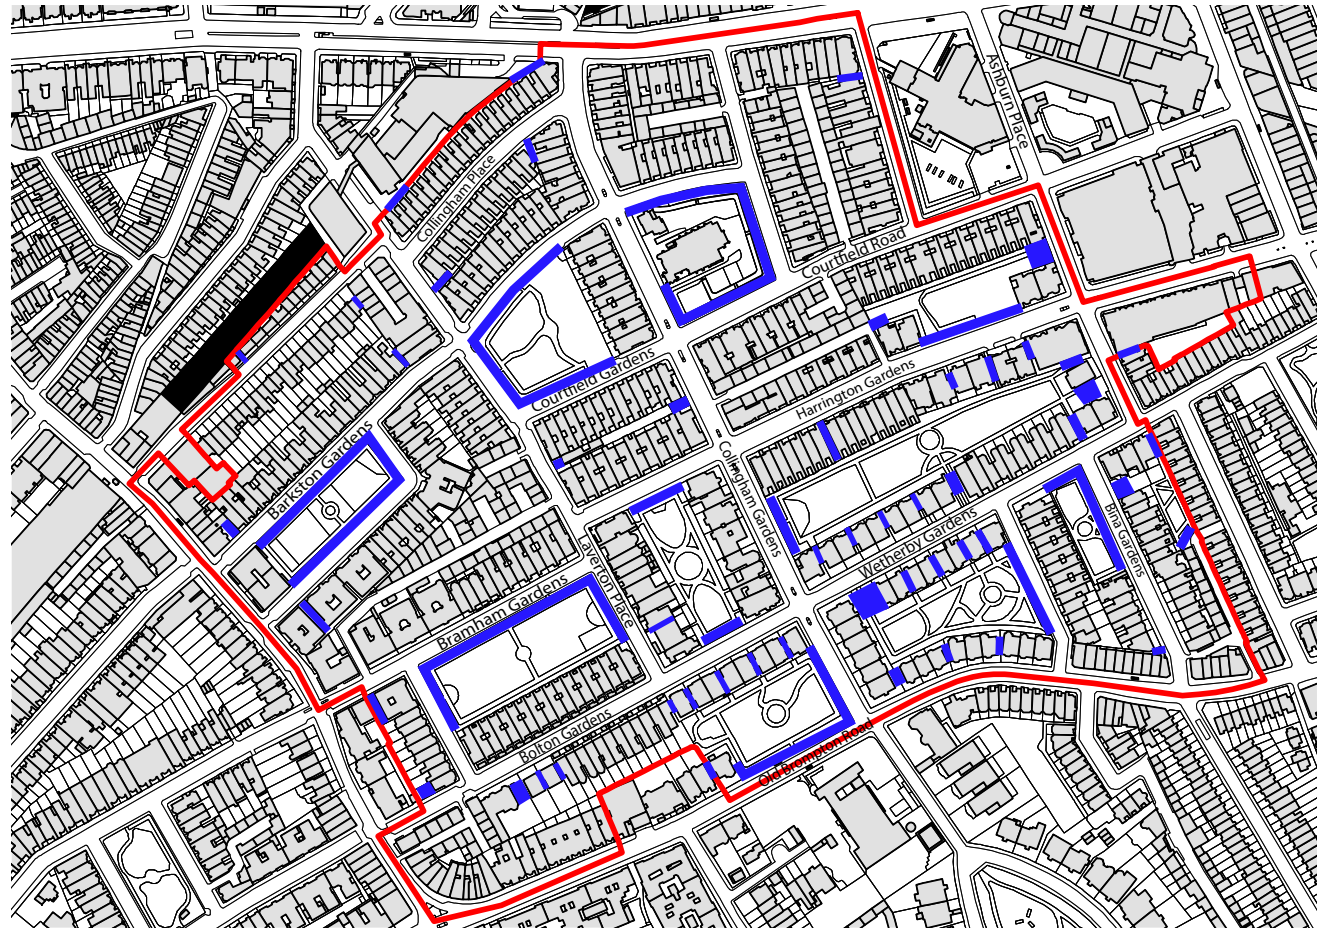 Ashburn Place
Collingham Place
Courtfield Road
Courtfield Gardens
Harrington Gardens
Barkston Gardens
Collingham Gardens
Wetherby Gardens
Bina Gardens
Laverton Place
Bramham Gardens
Bolton Gardens
Old Brompton Road